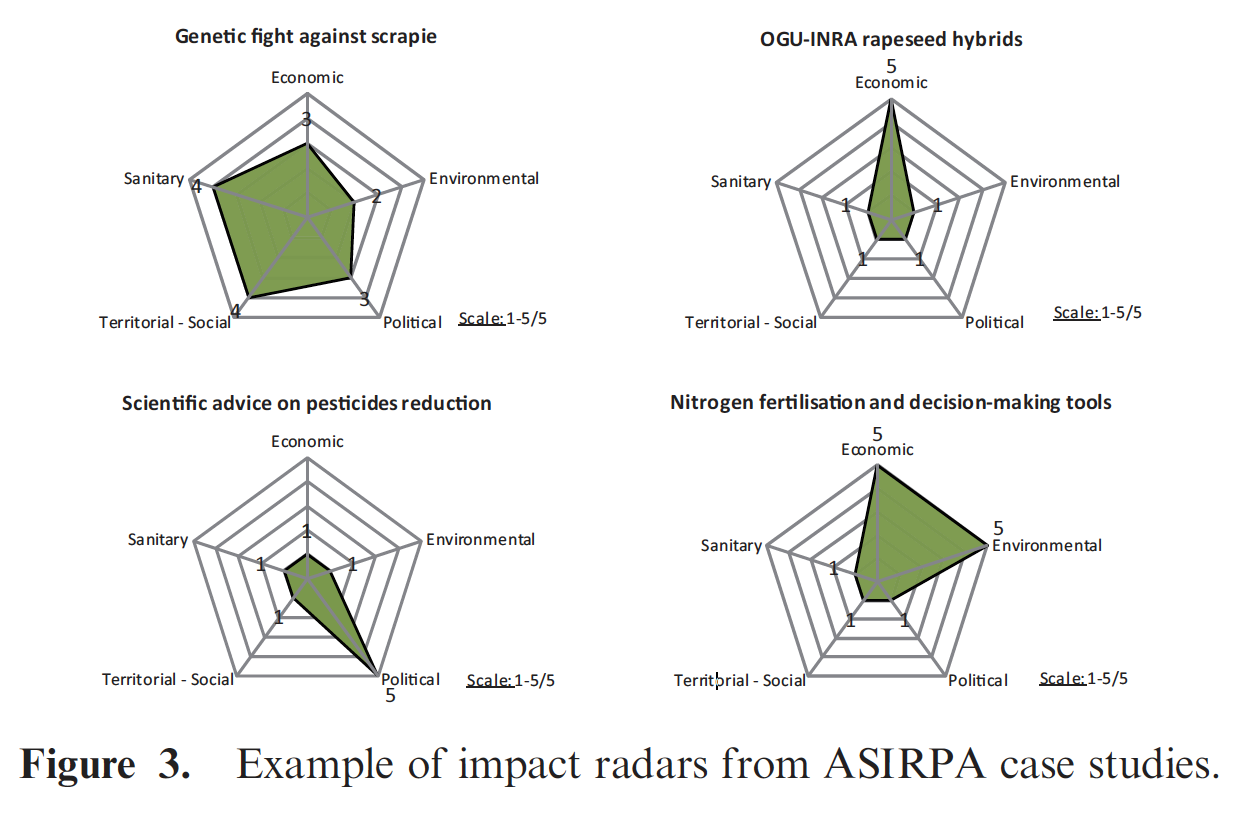 Genetic fight against scrapie
Economic
3
Sanitary
4
2
Environmental
4
3
Territorial - Social
Political
Scale:1-5/5
OGU-INRA rapeseed hybrids
5
Economic
Sanitary
1
1
Environmental
1
1
Territorial - Social
Political
Scale:1-5/5
Scientific advice on pesticides reduction
Economic
1
Sanitary
1
1
Environmental
1
Territorial - Social
Political
5
Scale:1-5/5
Nitrogen fertilisation and decision-making tools
5
Economic
5
Sanitary
Environmental
1
1
1
Territorial - Social
Political
Scale:1-5/5
Figure 3. Example of impact radars from ASIRPA case studies.